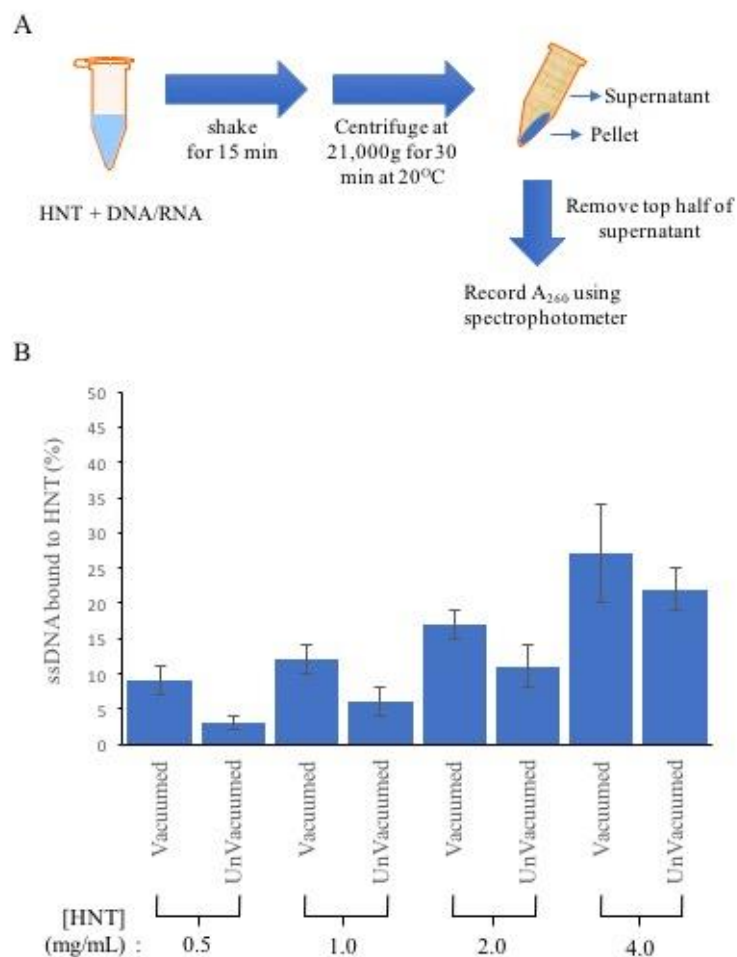 A
HNT + DNA/RNA
shake
for 15 min
Centrifuge at
21,000g for 30
min at 20⁰C
Supernatant
Pellet
Remove top half of
supernatant
Record A₂₆₀ using
spectrophotometer
B
ssDNA bound to HNT (%)
50
45
40
35
30
25
20
15
10
5
0
Vacuumed
UnVacuumed
Vacuumed
UnVacuumed
Vacuumed
UnVacuumed
Vacuumed
UnVacuumed
[HNT]
(mg/mL) : 0.5 1.0 2.0 4.0